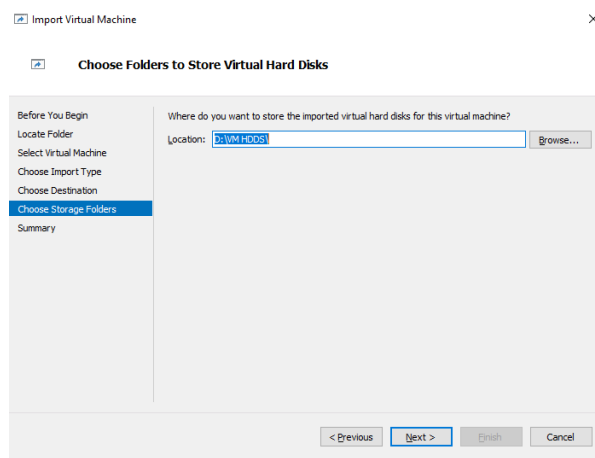 Import Virtual Machine
Choose Folders to Store Virtual Hard Disks
Before You Begin
Locate Folder
Select Virtual Machine
Choose Import Type
Choose Destination
Choose Storage Folders
Summary
Where do you want to store the imported virtual hard disks for this virtual machine?
Location: D:\VM HDDS\ Browse...
< Previous Next > Finish Cancel